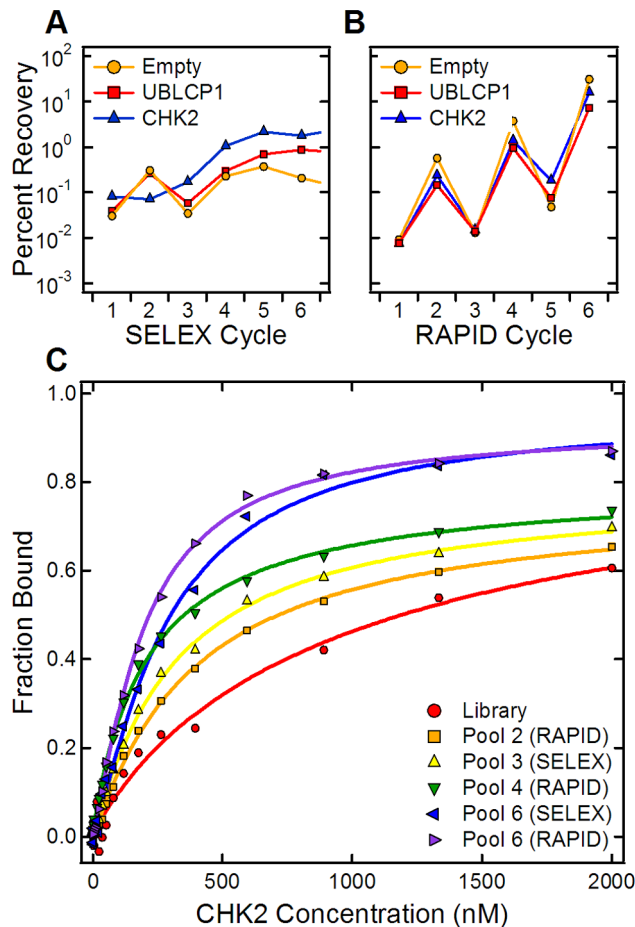 A
B
Percent Recovery
10^2
10^1
10^0
10^-1
10^-2
10^-3
Empty
UBLCP1
CHK2
Empty
UBLCP1
CHK2
1 2 3 4 5 6
1 2 3 4 5 6
SELEX Cycle
RAPID Cycle
C
Fraction Bound
1.0
0.8
0.6
0.4
0.2
0.0
Library
Pool 2 (RAPID)
Pool 3 (SELEX)
Pool 4 (RAPID)
Pool 6 (SELEX)
Pool 6 (RAPID)
0 500 1000 1500 2000
CHK2 Concentration (nM)